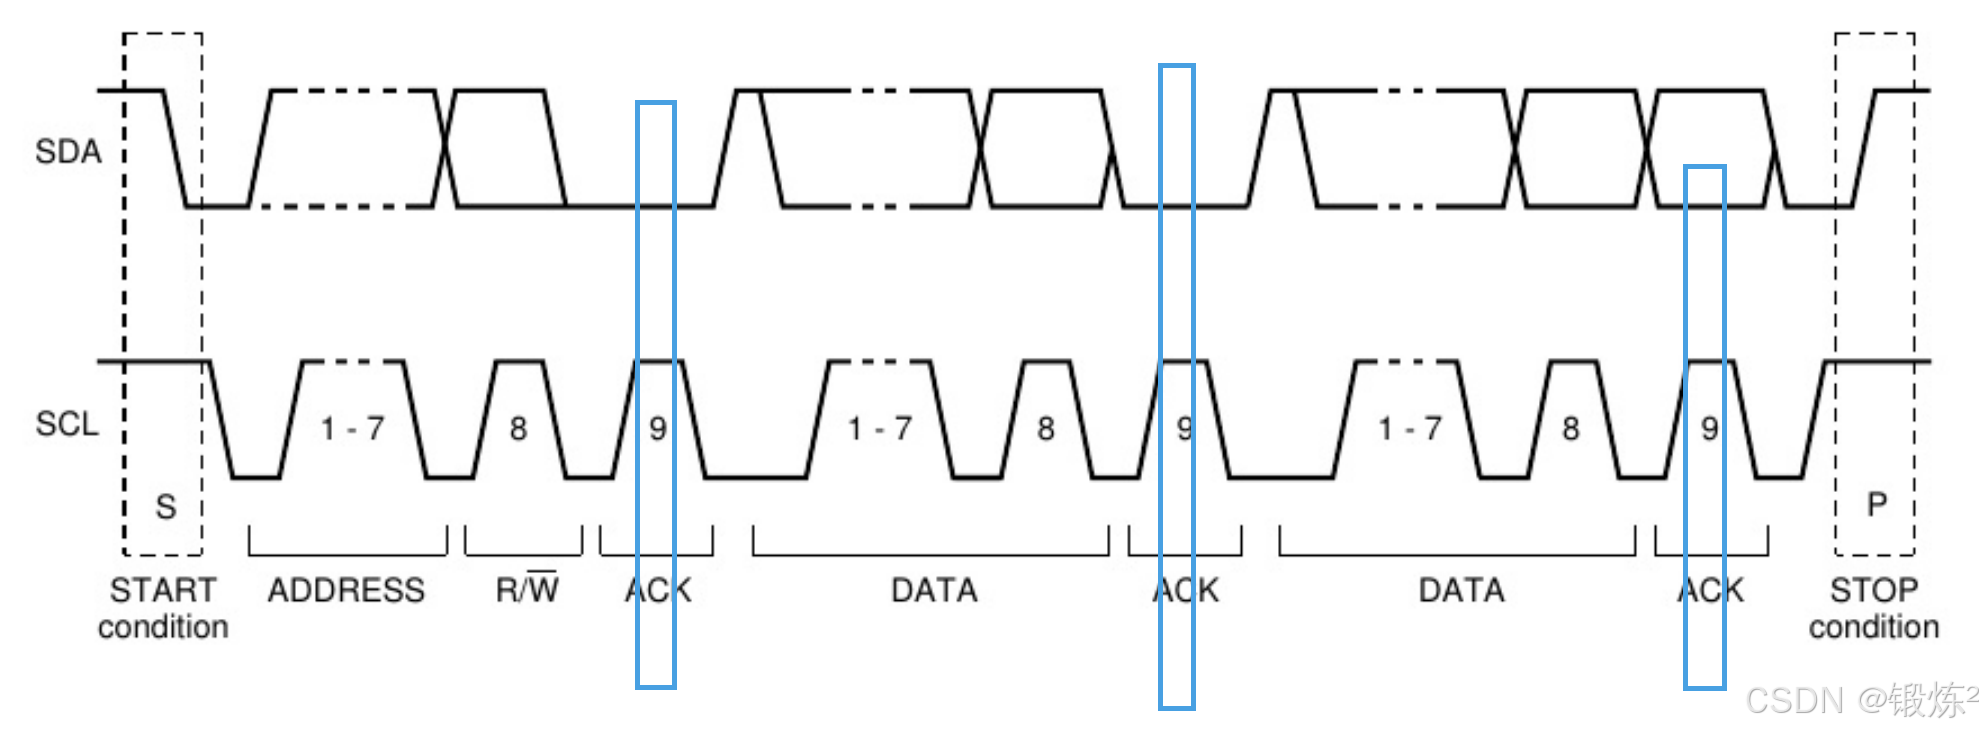 SDA
SCL
1 - 7
8
9
1 - 7
8
9
1 - 7
8
9
S
P
START
condition
ADDRESS
R/W̅
ACK
DATA
ACK
DATA
ACK
STOP
condition
CSDN @锻炼²